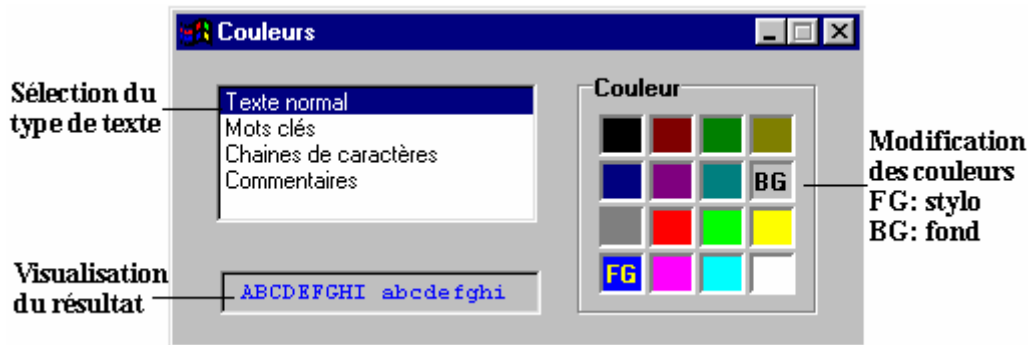 Couleurs
Sélection du
type de texte
Texte normal
Mots clés
Chaines de caractères
Commentaires
Couleur
BG
FG
Modification
des couleurs
FG: stylo
BG: fond
Visualisation
du résultat
ABCDEFGHI abcdefghi